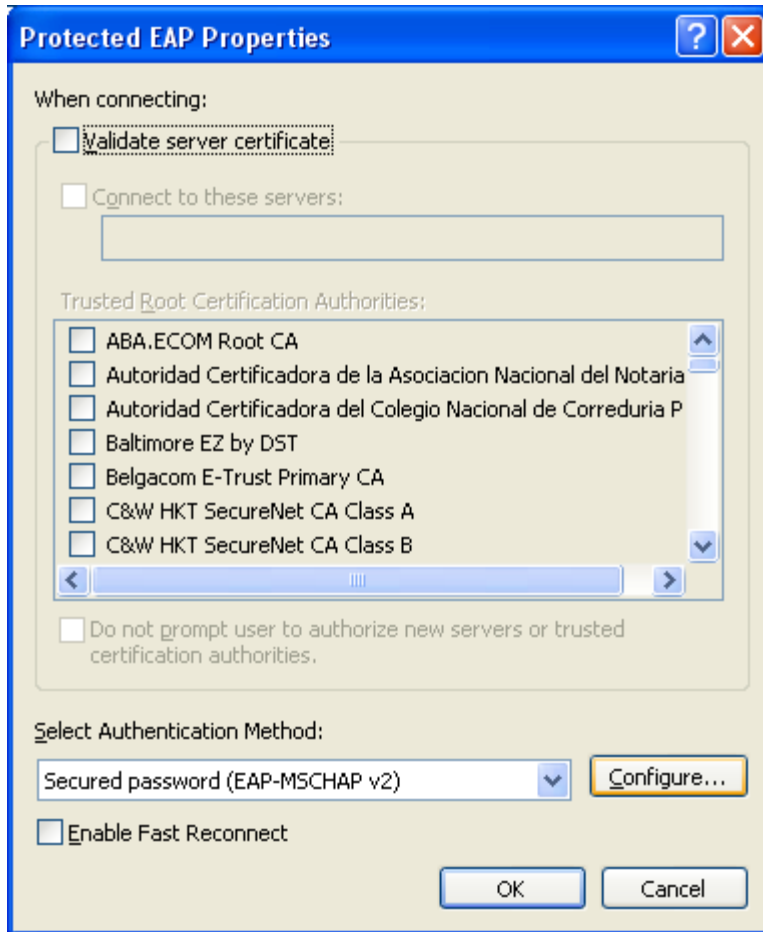 Protected EAP Properties
When connecting:
Validate server certificate
Connect to these servers:
Trusted Root Certification Authorities:
ABA.ECOM Root CA
Autoridad Certificadora de la Asociacion Nacional del Notaria
Autoridad Certificadora del Colegio Nacional de Correduria P
Baltimore EZ by DST
Belgacom E-Trust Primary CA
C&W HKT SecureNet CA Class A
C&W HKT SecureNet CA Class B
Do not prompt user to authorize new servers or trusted
certification authorities.
Select Authentication Method:
Secured password (EAP-MSCHAP v2)
Configure...
Enable Fast Reconnect
OK
Cancel